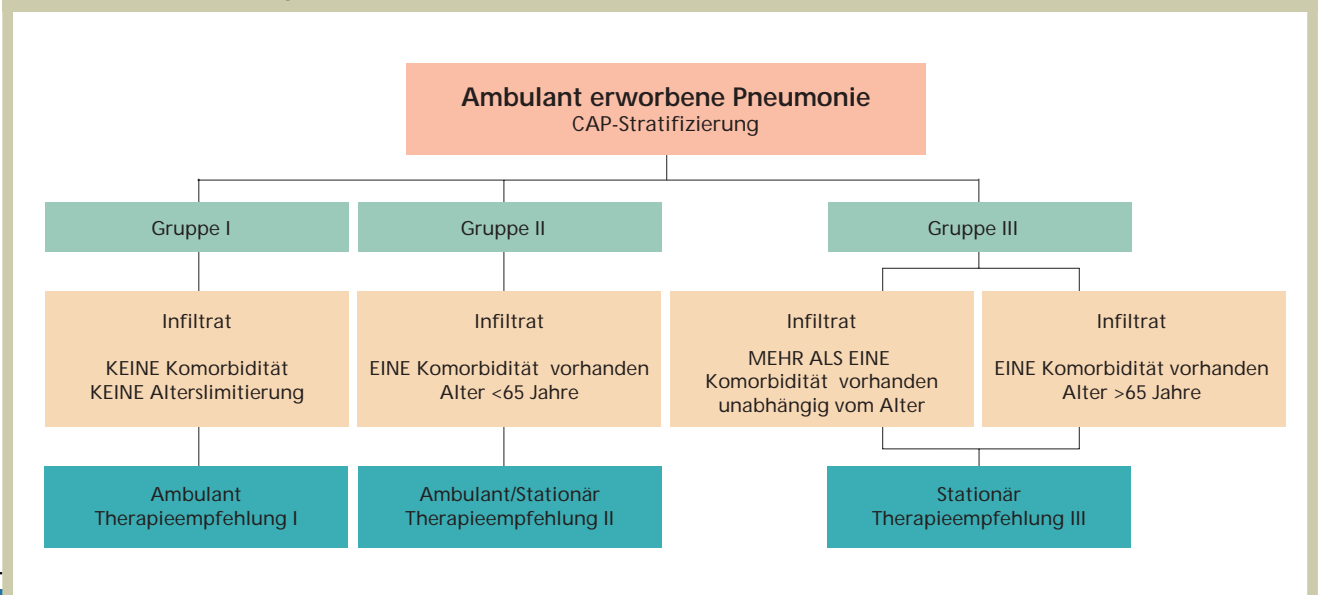 Ambulant erworbene Pneumonie
CAP-Stratifizierung
Gruppe I
Gruppe II
Gruppe III
Infiltrat
KEINE Komorbidität
KEINE Alterslimitierung
Infiltrat
EINE Komorbidität vorhanden
Alter <65 Jahre
Infiltrat
MEHR ALS EINE
Komorbidität vorhanden
unabhängig vom Alter
Infiltrat
EINE Komorbidität vorhanden
Alter >65 Jahre
Ambulant
Therapieempfehlung I
Ambulant/Stationär
Therapieempfehlung II
Stationär
Therapieempfehlung III